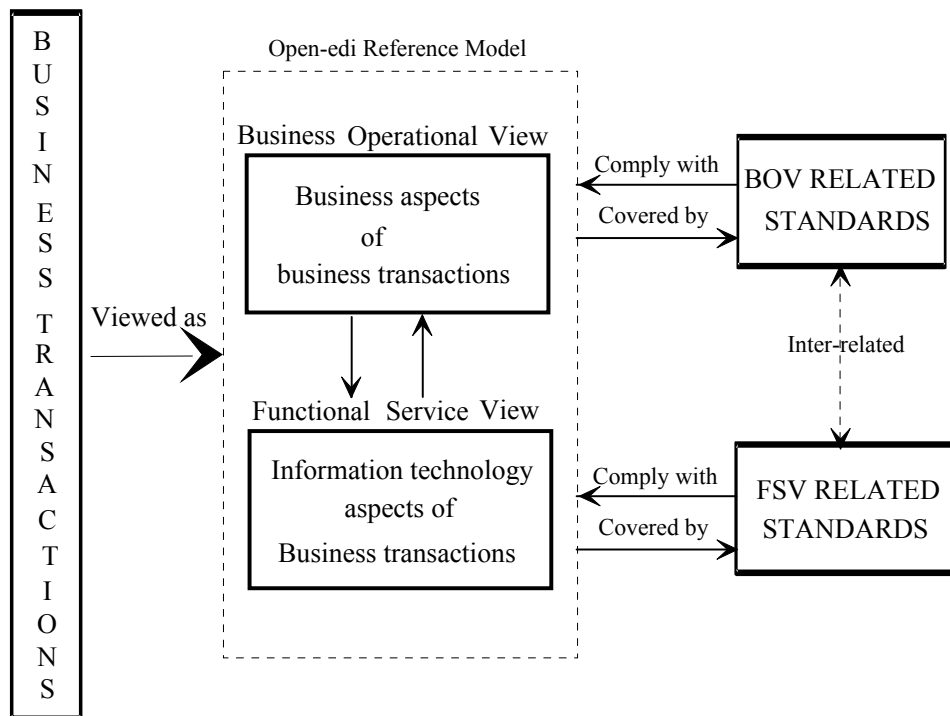 BUSINESS TRANSACTIONS
Open-edi Reference Model
Business Operational View
Business aspects
of
business transactions
Viewed as
Functional Service View
Information technology
aspects of
Business transactions
Comply with
Covered by
BOV RELATED
STANDARDS
Inter-related
Comply with
Covered by
FSV RELATED
STANDARDS